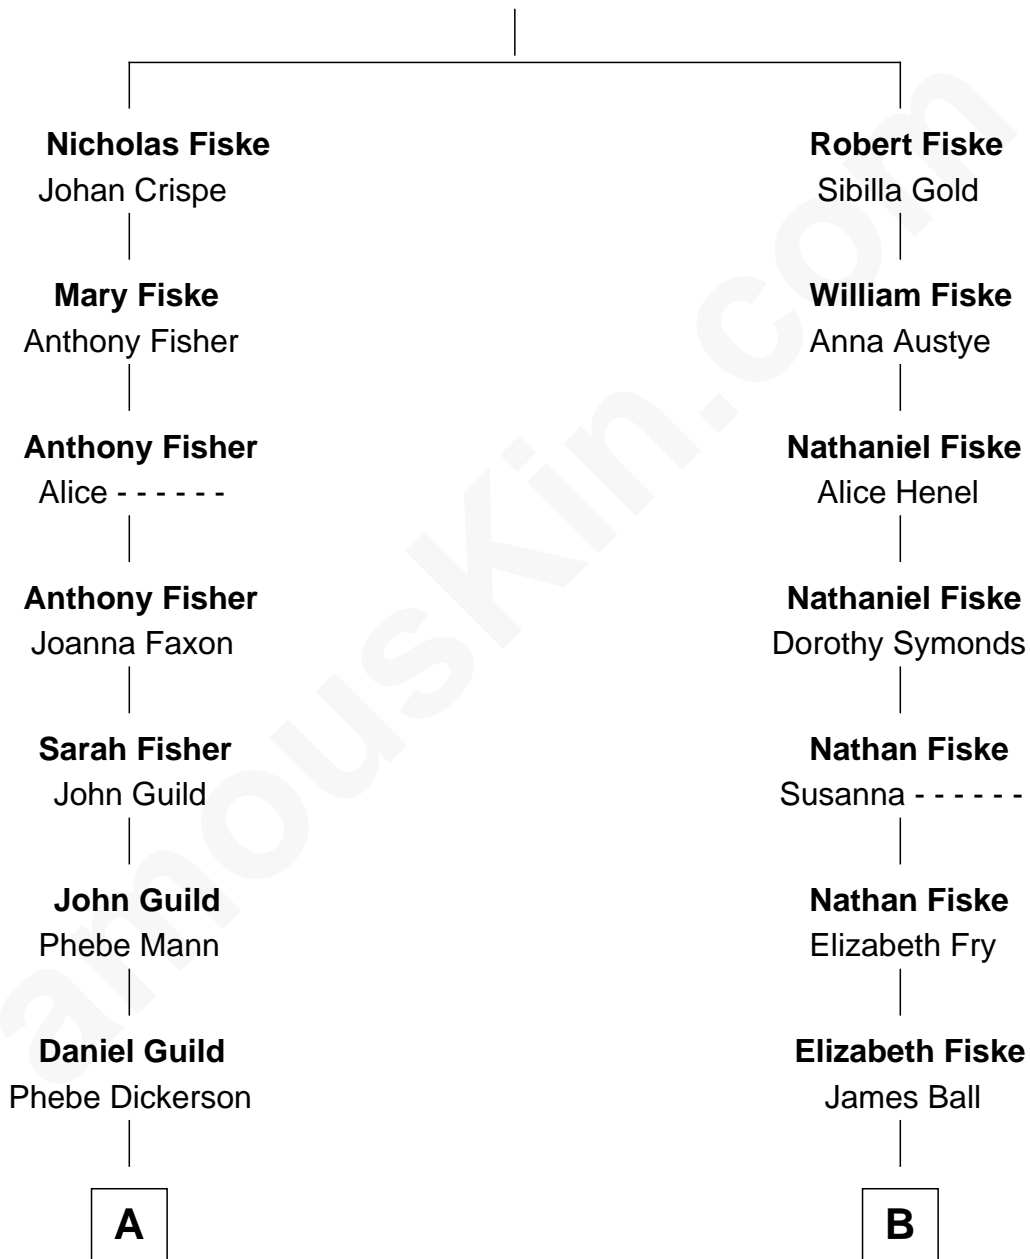 Nicholas Fiske
Johan Crispe
Mary Fiske
Anthony Fisher
Anthony Fisher
Alice - - - - - -
Anthony Fisher
Joanna Faxon
Sarah Fisher
John Guild
John Guild
Phebe Mann
Daniel Guild
Phebe Dickerson
A
Robert Fiske
Sibilla Gold
William Fiske
Anna Austye
Nathaniel Fiske
Alice Henel
Nathaniel Fiske
Dorothy Symonds
Nathan Fiske
Susanna - - - - - -
Nathan Fiske
Elizabeth Fry
Elizabeth Fiske
James Ball
B
amouskin.com